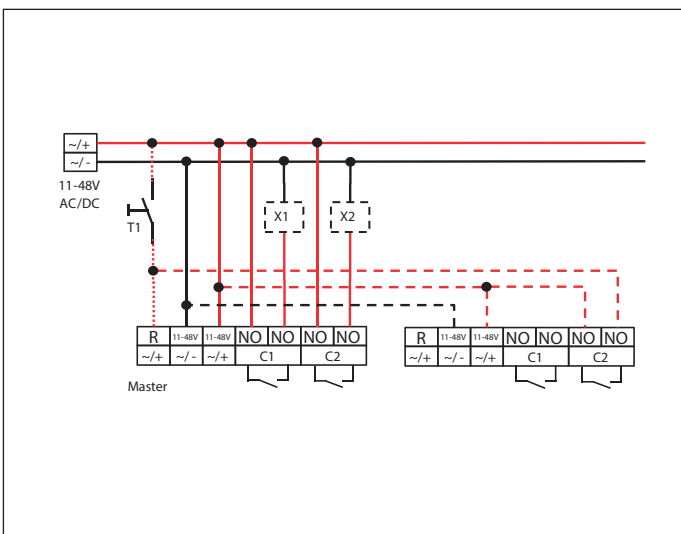 ~/+
~/ -
11-48V
AC/DC
T1
X1
X2
R 11-48V 11-48V NO NO NO NO
~/+ ~/ - ~/+ C1 C2
Master
R 11-48V 11-48V NO NO NO NO
~/+ ~/ - ~/+ C1 C2